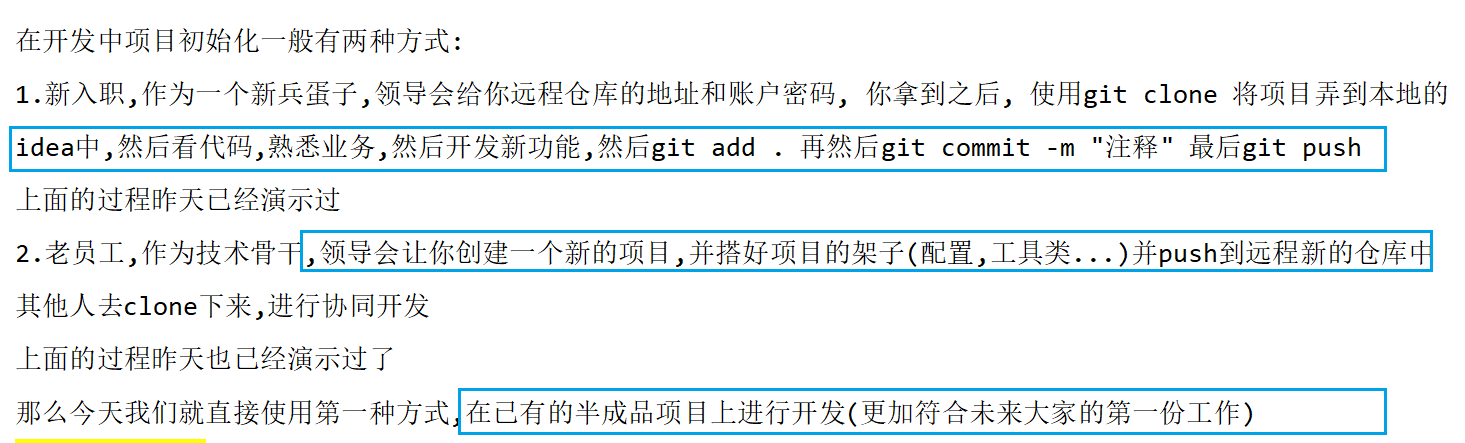 在开发中项目初始化一般有两种方式:
1.新入职,作为一个新兵蛋子,领导会给你远程仓库的地址和账户密码, 你拿到之后, 使用git clone 将项目弄到本地的
idea中,然后看代码,熟悉业务,然后开发新功能,然后git add . 再然后git commit -m "注释" 最后git push
上面的过程昨天已经演示过
2.老员工,作为技术骨干,领导会让你创建一个新的项目,并搭好项目的架子(配置,工具类...)并push到远程新的仓库中
其他人去clone下来,进行协同开发
上面的过程昨天也已经演示过了
那么今天我们就直接使用第一种方式,在已有的半成品项目上进行开发(更加符合未来大家的第一份工作)